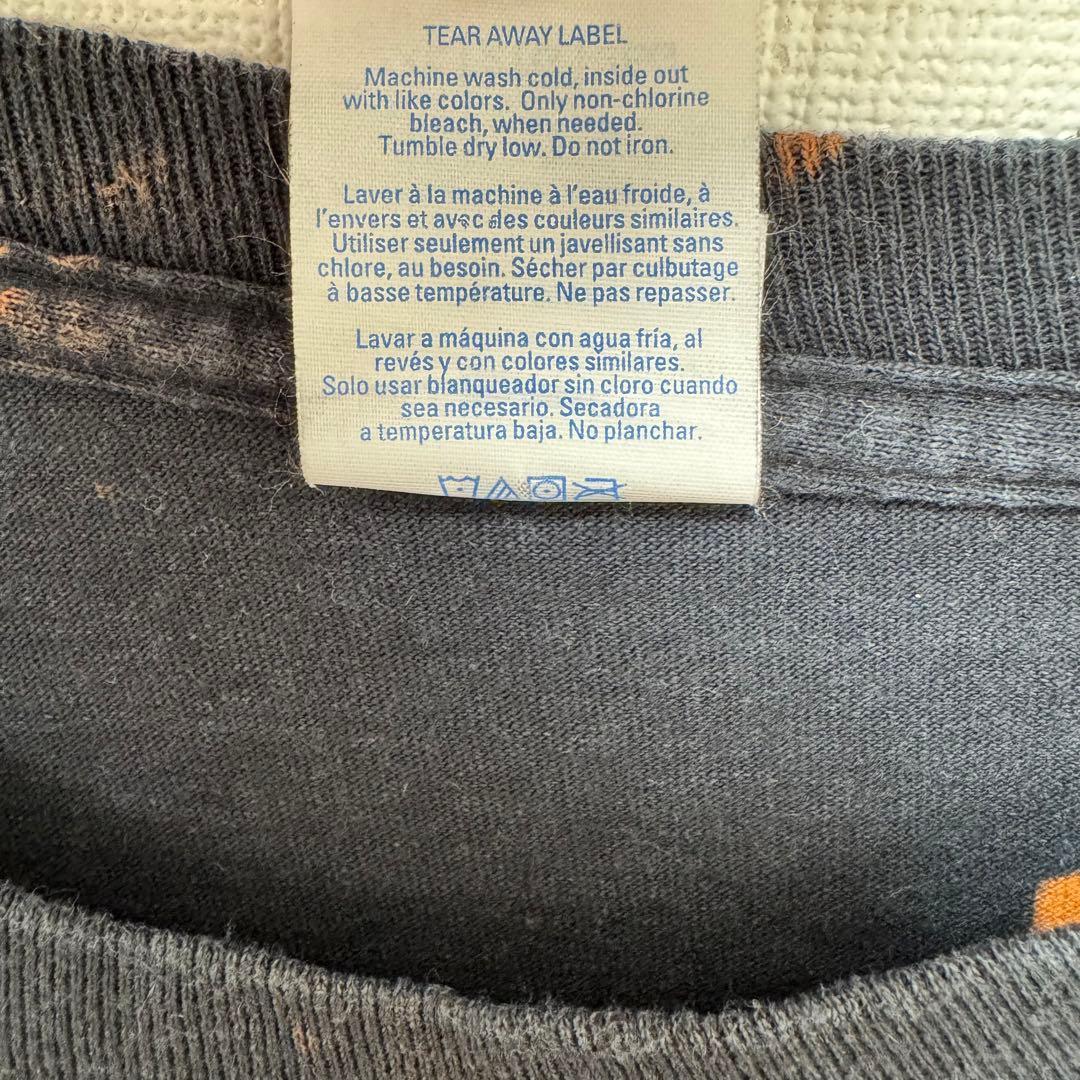 TEAR AWAY LABEL
Machine wash cold, inside out
with like colors. Only non-chlorine
bleach, when needed.
Tumble dry low. Do not iron.
Laver à la machine à l'eau froide, à
l'envers et avec des couleurs similaires.
Utiliser seulement un javellisant sans
chlore, au besoin. Sécher par culbutage
à basse température. Ne pas repasser.
Lavar a máquina con agua fría, al
revés y con colores similares.
Solo usar blanqueador sin cloro cuando
sea necesario. Secadora
a temperatura baja. No planchar.